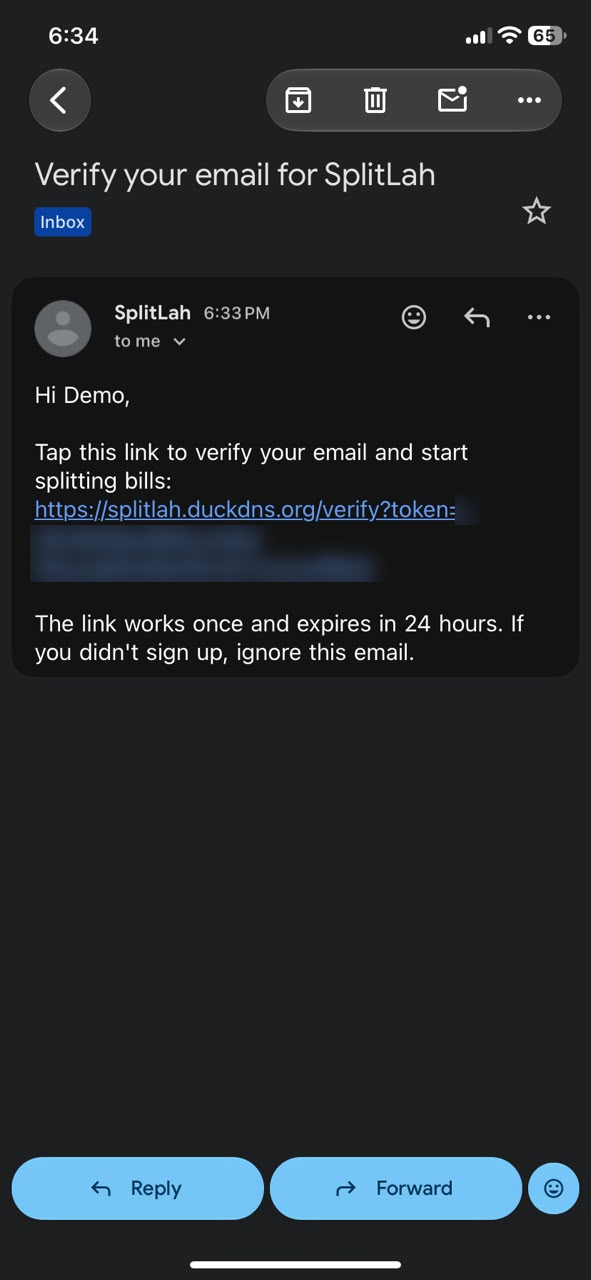 6:34
65
Verify your email for SplitLah
Inbox
SplitLah 6:33 PM
to me
Hi Demo,
Tap this link to verify your email and start
splitting bills:
https://splitlah.duckdns.org/verify?token=
The link works once and expires in 24 hours. If
you didn't sign up, ignore this email.
Reply
Forward